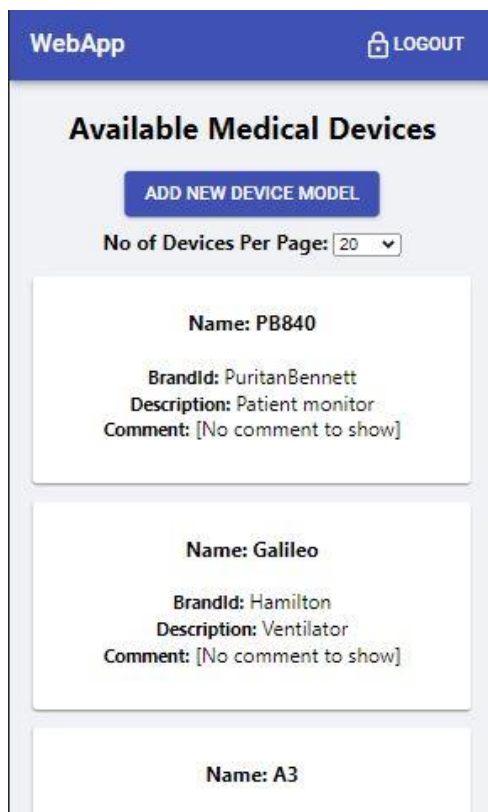 WebApp
LOGOUT
Available Medical Devices
ADD NEW DEVICE MODEL
No of Devices Per Page: 20
Name: PB840
BrandId: PuritanBennett
Description: Patient monitor
Comment: [No comment to show]
Name: Galileo
BrandId: Hamilton
Description: Ventilator
Comment: [No comment to show]
Name: A3